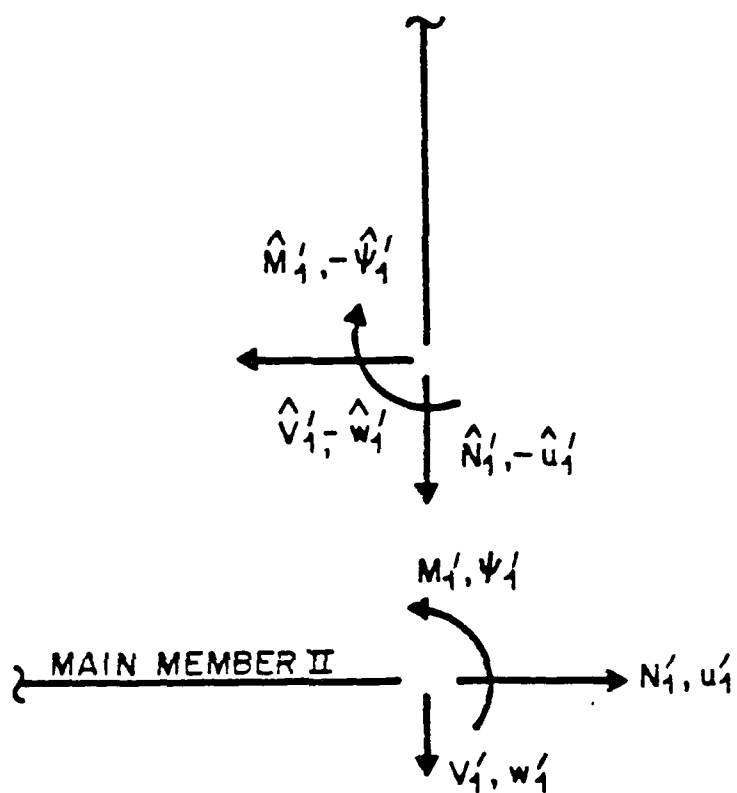 M̂₁′,-ψ̂₁′
V̂₁′,-ŵ₁′
N̂₁′,-û₁′
M₁′, ψ₁′
MAIN MEMBER II
N₁′, u₁′
V₁′, w₁′